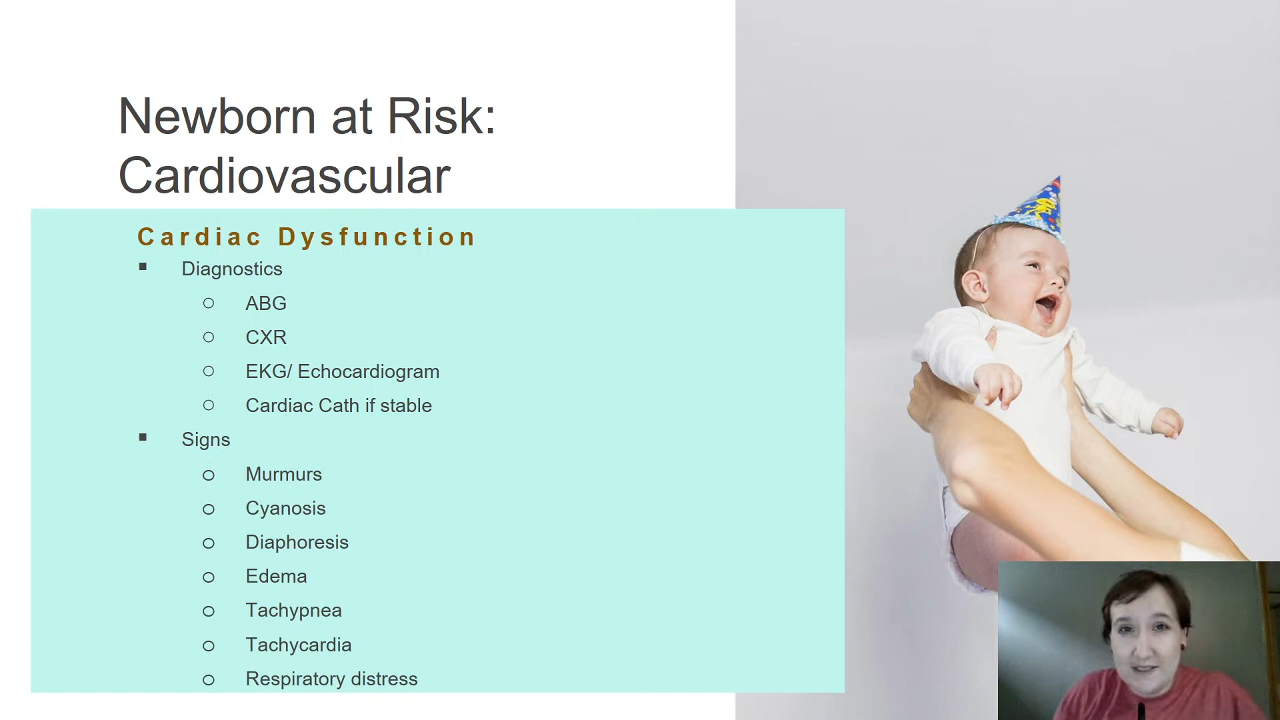 Newborn at Risk:
Cardiovascular
Cardiac Dysfunction
▪ Diagnostics
○ ABG
○ CXR
○ EKG/ Echocardiogram
○ Cardiac Cath if stable
▪ Signs
○ Murmurs
○ Cyanosis
○ Diaphoresis
○ Edema
○ Tachypnea
○ Tachycardia
○ Respiratory distress